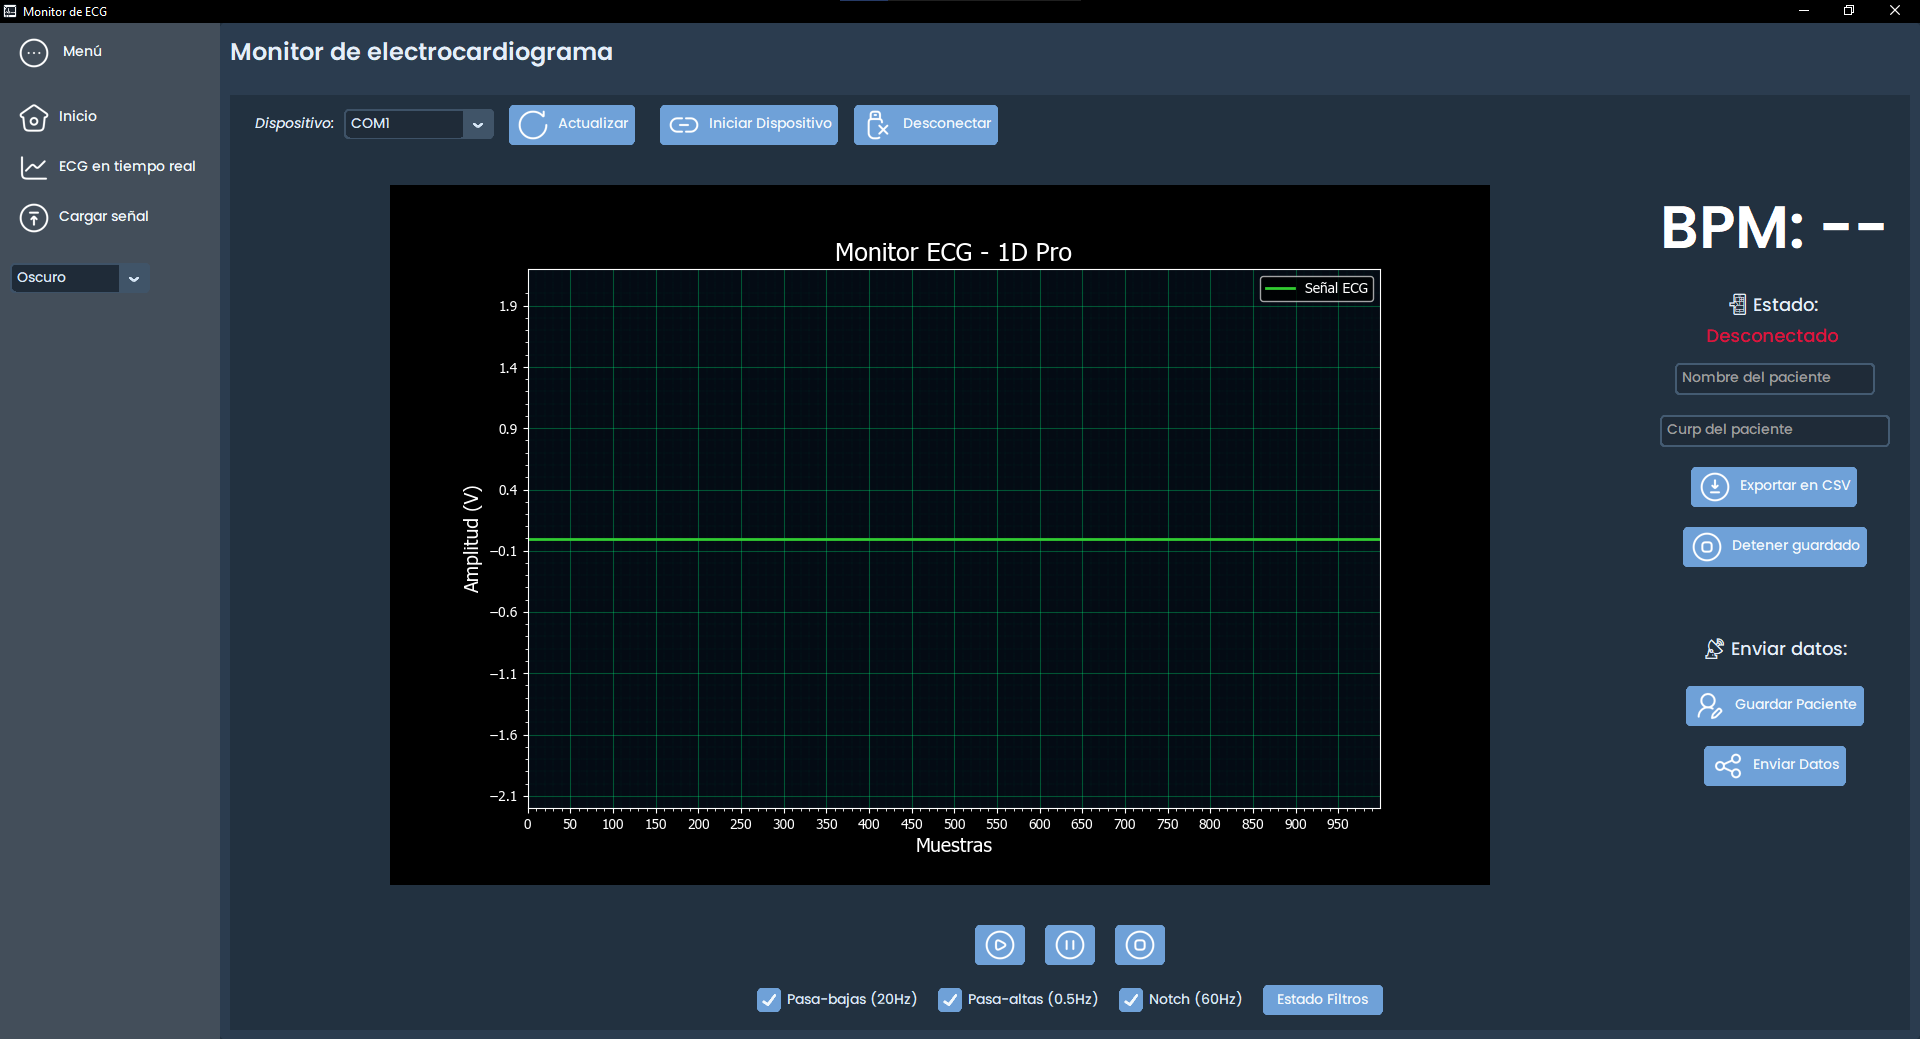 Monitor de ECG
Menú
Inicio
ECG en tiempo real
Cargar señal
Oscuro
Monitor de electrocardiograma
Dispositivo: COM1 Actualizar Iniciar Dispositivo Desconectar
Monitor ECG - 1D Pro
Señal ECG
Amplitud (V)
1.9
1.4
0.9
0.4
−0.1
−0.6
−1.1
−1.6
−2.1
0 50 100 150 200 250 300 350 400 450 500 550 600 650 700 750 800 850 900 950
Muestras
Pasa-bajas (20Hz) Pasa-altas (0.5Hz) Notch (60Hz) Estado Filtros
BPM: --
Estado:
Desconectado
Nombre del paciente
Curp del paciente
Exportar en CSV
Detener guardado
Enviar datos:
Guardar Paciente
Enviar Datos